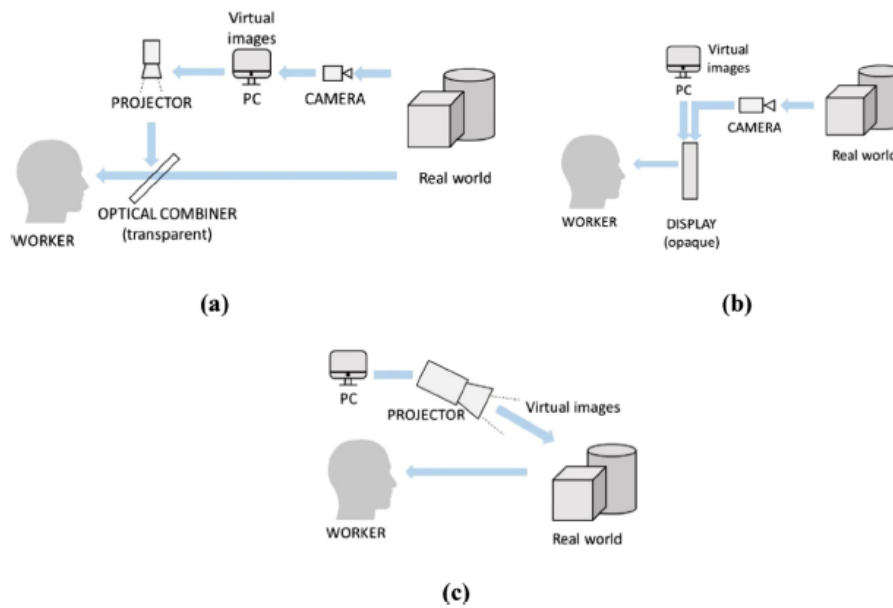 Virtual
images
PROJECTOR
PC
CAMERA
Real world
OPTICAL COMBINER
(transparent)
'WORKER
(a)
Virtual
images
PC
CAMERA
Real world
WORKER
DISPLAY
(opaque)
(b)
PC
PROJECTOR
Virtual images
WORKER
Real world
(c)